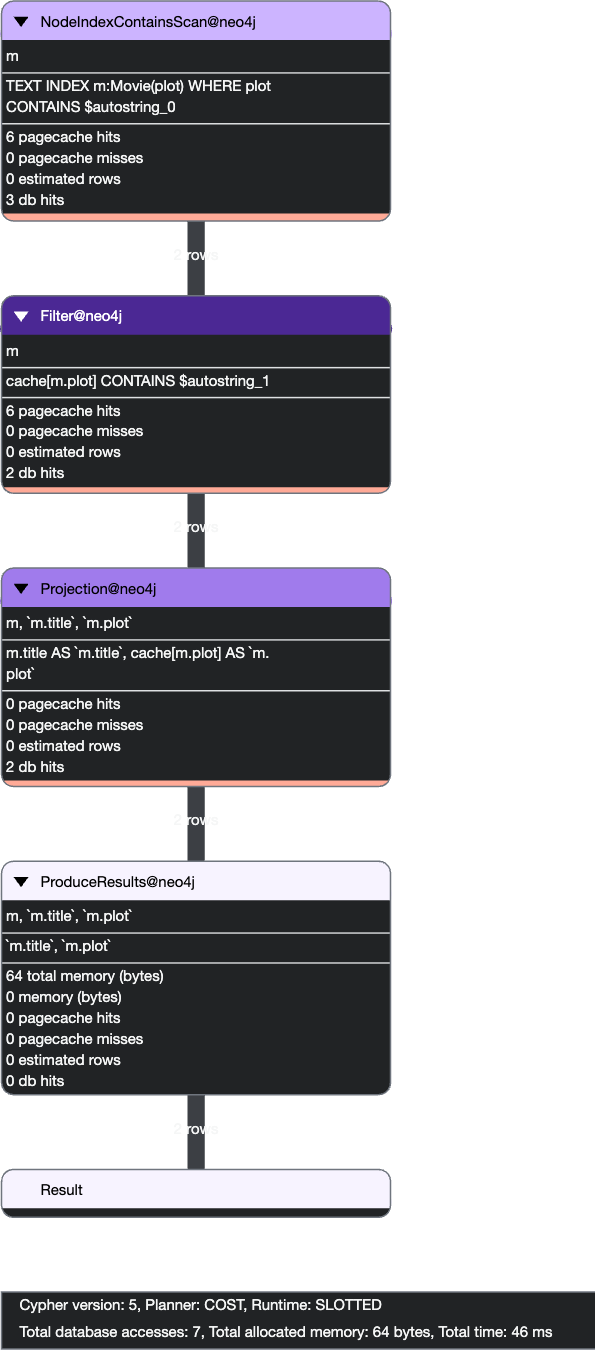 NodeIndexContainsScan@neo4j
m
TEXT INDEX m:Movie(plot) WHERE plot
CONTAINS $autostring_0
6 pagecache hits
0 pagecache misses
0 estimated rows
3 db hits
2 rows
Filter@neo4j
m
cache[m.plot] CONTAINS $autostring_1
6 pagecache hits
0 pagecache misses
0 estimated rows
2 db hits
2 rows
Projection@neo4j
m, `m.title`, `m.plot`
m.title AS `m.title`, cache[m.plot] AS `m.
plot`
0 pagecache hits
0 pagecache misses
0 estimated rows
2 db hits
2 rows
ProduceResults@neo4j
m, `m.title`, `m.plot`
`m.title`, `m.plot`
64 total memory (bytes)
0 memory (bytes)
0 pagecache hits
0 pagecache misses
0 estimated rows
0 db hits
2 rows
Result
Cypher version: 5, Planner: COST, Runtime: SLOTTED
Total database accesses: 7, Total allocated memory: 64 bytes, Total time: 46 ms